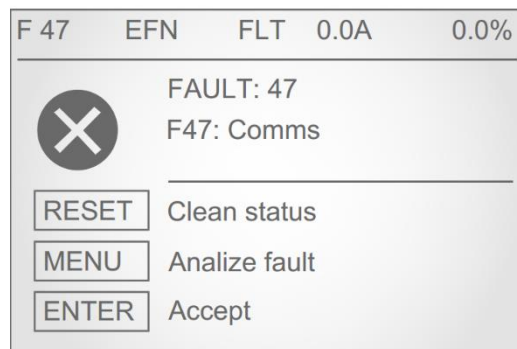 F 47 EFN FLT 0.0A 0.0%
FAULT: 47
F47: Comms
RESET Clean status
MENU Analize fault
ENTER Accept